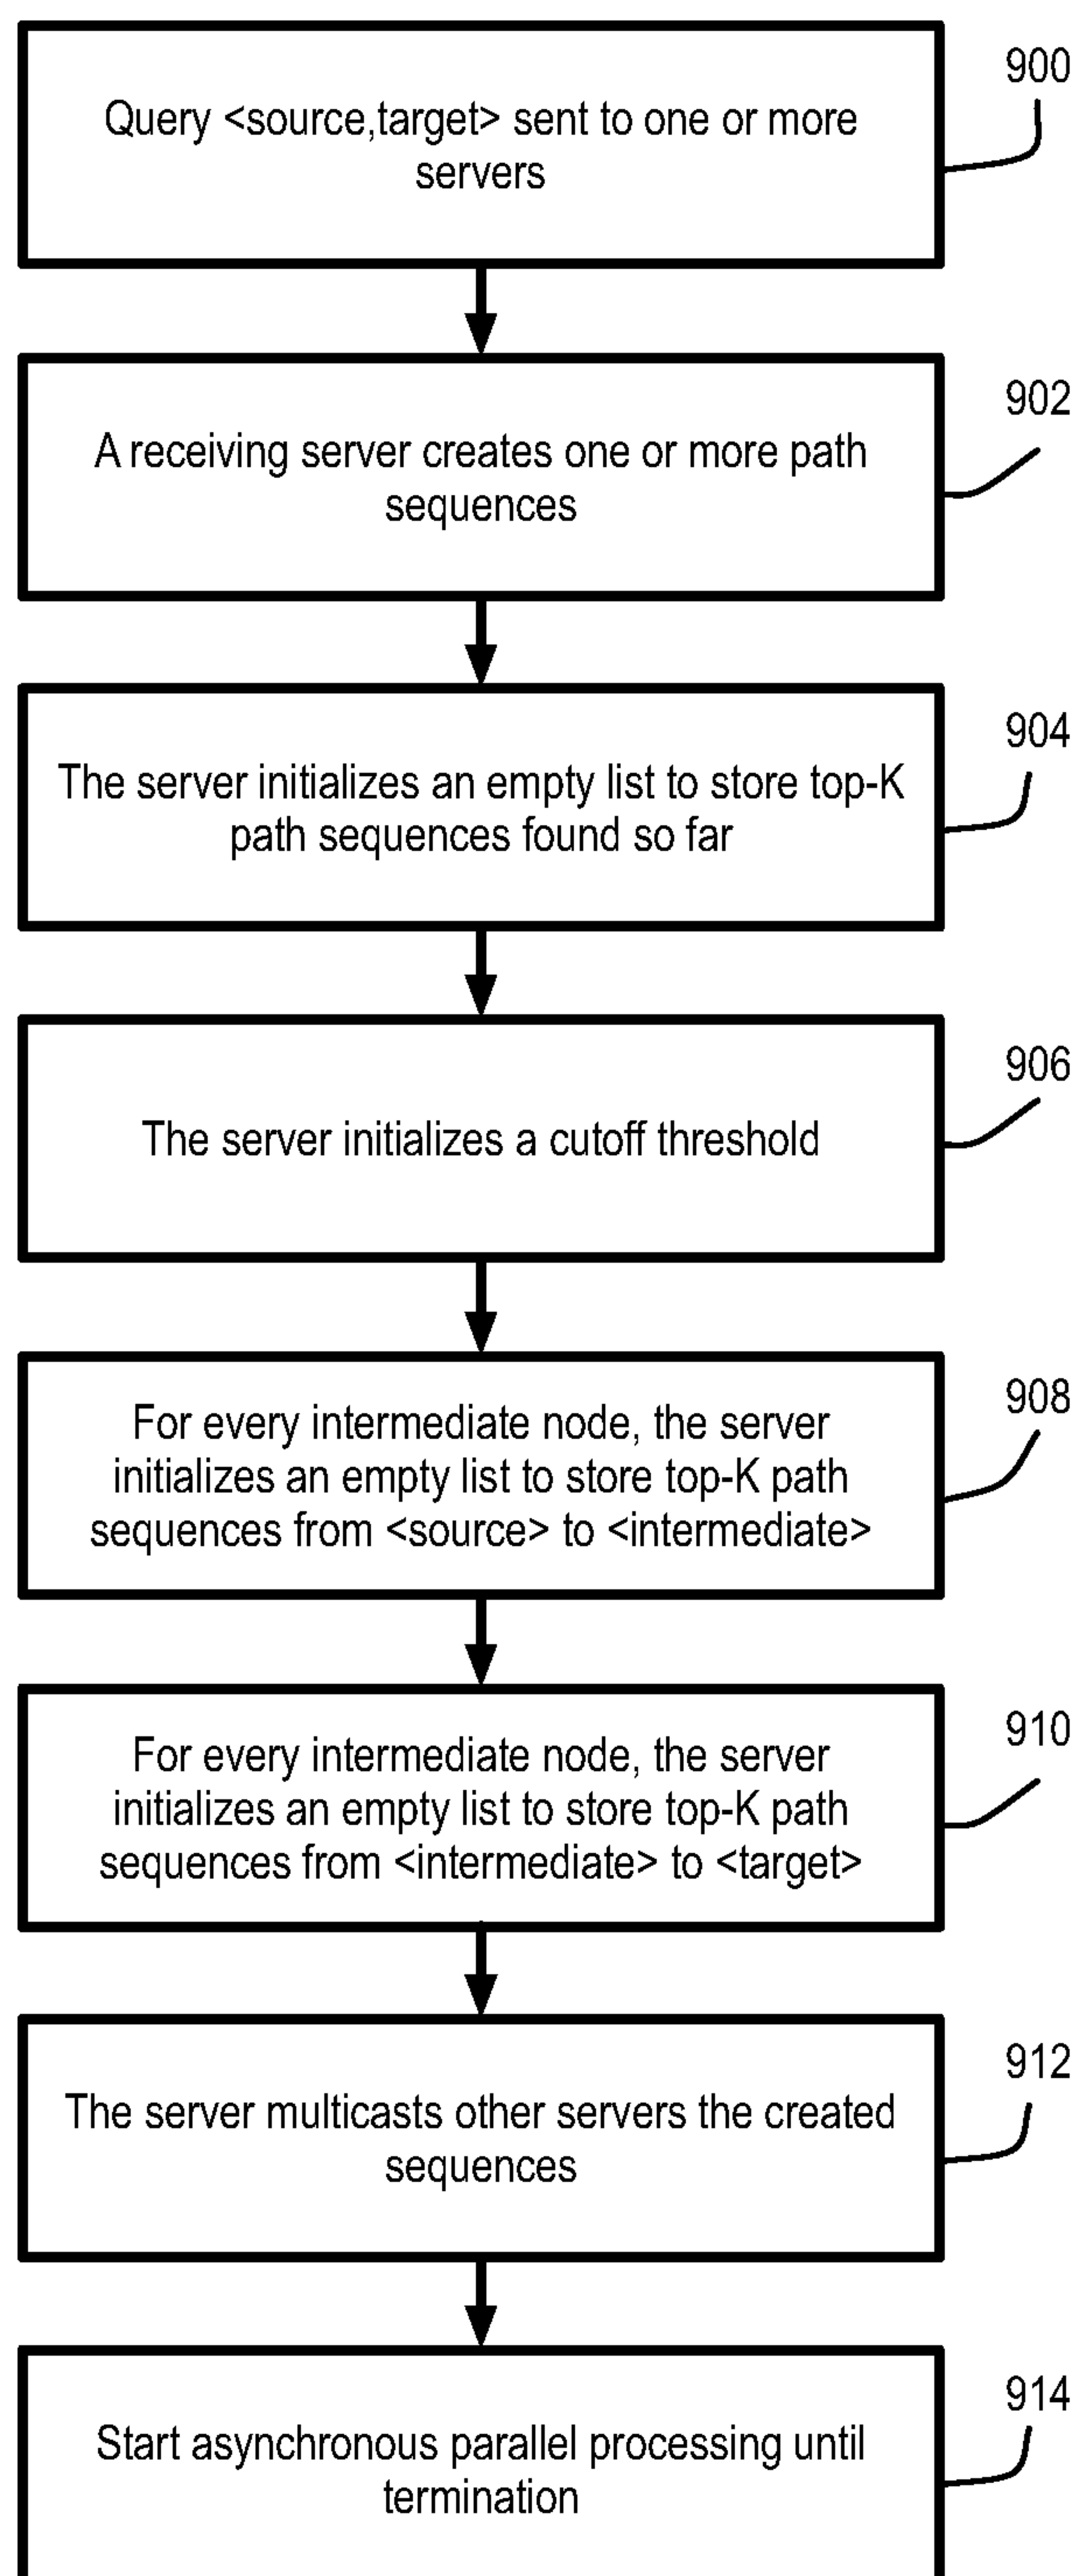 900
Query <source,target> sent to one or more
servers
902
A receiving server creates one or more path
sequences
904
The server initializes an empty list to store top-K
path sequences found so far
906
The server initializes a cutoff threshold
908
For every intermediate node, the server
initializes an empty list to store top-K path
sequences from <source> to <intermediate>
910
For every intermediate node, the server
initializes an empty list to store top-K path
sequences from <intermediate> to <target>
912
The server multicasts other servers the created
sequences
914
Start asynchronous parallel processing until
termination